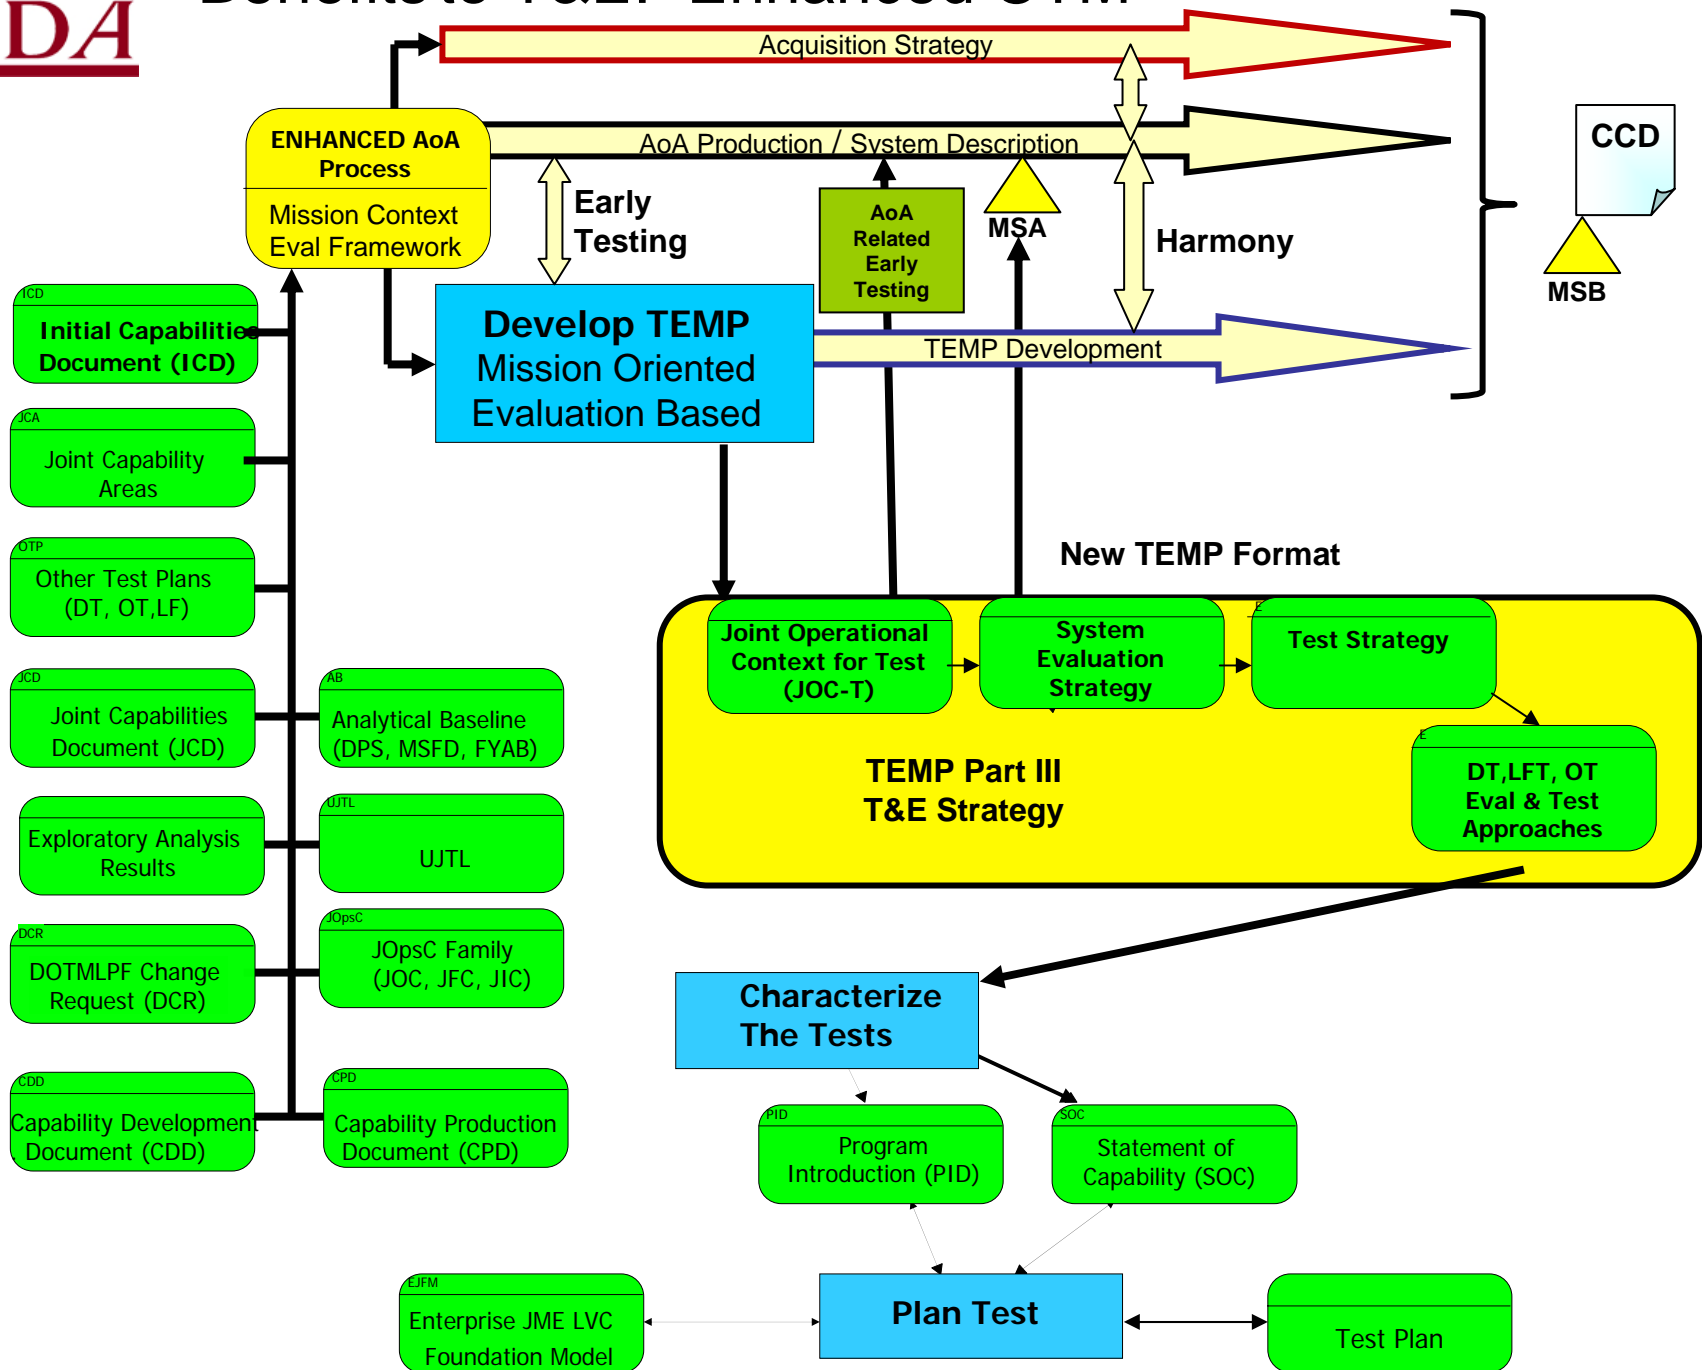 Benefits to T&E: Enhanced CTM
DA
Acquisition Strategy
ENHANCED AoA
Process
Mission Context
Eval Framework
AoA Production / System Description
Early
Testing
AoA
Related
Early
Testing
MSA
Harmony
CCD
MSB
Develop TEMP
Mission Oriented
Evaluation Based
TEMP Development
ICD
Initial Capabilities
Document (ICD)
JCA
Joint Capability
Areas
OTP
Other Test Plans
(DT, OT,LF)
JCD
Joint Capabilities
Document (JCD)
AB
Analytical Baseline
(DPS, MSFD, FYAB)
Exploratory Analysis
Results
UJTL
UJTL
DCR
DOTMLPF Change
Request (DCR)
JOpsC
JOpsC Family
(JOC, JFC, JIC)
CDD
Capability Development
Document (CDD)
CPD
Capability Production
Document (CPD)
New TEMP Format
Joint Operational
Context for Test
(JOC-T)
System
Evaluation
Strategy
E
Test Strategy
E
DT,LFT, OT
Eval & Test
Approaches
TEMP Part III
T&E Strategy
Characterize
The Tests
PID
Program
Introduction (PID)
SOC
Statement of
Capability (SOC)
EJFM
Enterprise JME LVC
Foundation Model
Plan Test
Test Plan